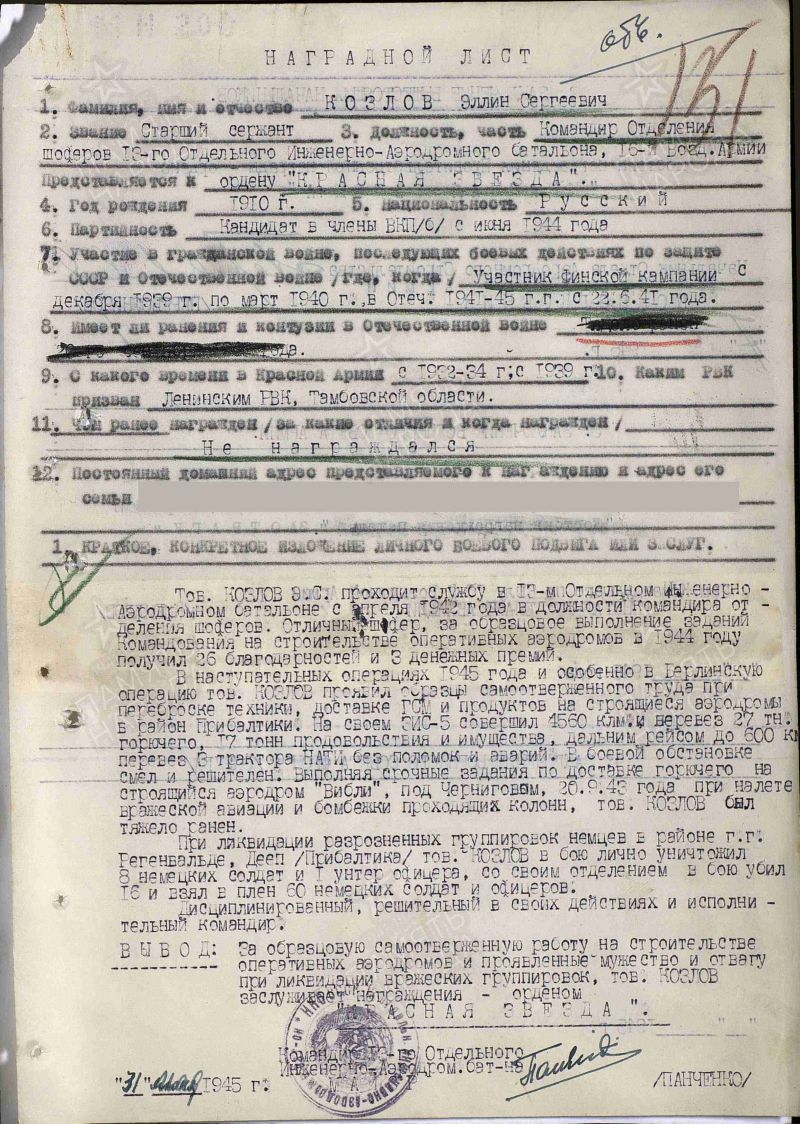 обч.
151
НАГРАДНОЙ ЛИСТ
1. Фамилия, имя и отчество КОЗЛОВ Эллин Сергеевич
2. Звание Старший сержант 3. Должность, часть Командир Отделения
шоферов 13-го Отдельного Инженерно-Аэродромного батальона, 16-й Возд.Армии
Представляется к ордену "КРАСНАЯ ЗВЕЗДА".
4. Год рождения 1910 г. 5. Национальность Русский
6. Партийность Кандидат в члены ВКП/б/ с июня 1944 года
7. Участие в гражданской войне, последующих боевых действиях по защите
СССР и Отечественной войне /где, когда/ Участник Финской кампании с
декабря 1939 г. по март 1940 г., в Отеч. 1941-45 г.г. с 22.6.41 года.
8. Имеет ли ранения и контузии в Отечественной войне
года.
9. С какого времени в Красной Армии с 1932-34 г; с 1939 г. 10. Каким РВК
призван Ленинским РВК, Тамбовской области.
11. Чем ранее награжден /за какие отличия и когда награжден/
Не награждался
12. Постоянный домашний адрес представляемого к награждению и адрес его
семьи
1. КРАТКОЕ, КОНКРЕТНОЕ ИЗЛОЖЕНИЕ ЛИЧНОГО БОЕВОГО ПОДВИГА ИЛИ ЗАСЛУГ.
Тов. КОЗЛОВ Э.С. проходит службу в 13-м Отдельном Инженерно -
Аэродромном батальоне с апреля 1942 года в должности командира от -
деления шоферов. Отличный шофер, за образцовое выполнение заданий
Командования на строительстве оперативных аэродромов в 1944 году
получил 26 благодарностей и 3 денежных премий.
В наступательных операциях 1945 года и особенно в Берлинскую
операцию тов. КОЗЛОВ проявил образцы самоотверженного труда при
переброске техники, доставке ГСМ и продуктов на строящиеся аэродромы
в район Прибалтики. На своем ЗИС-5 совершил 4560 клм. и перевез 27 тн.
горючего, 17 тонн продовольствия и имущества, дальним рейсом до 600 км
перевез 3 трактора НАТИ без поломок и аварий. В боевой обстановке
смел и решителен. Выполняя срочные задания по доставке горючего на
строящийся аэродром "Вибли", под Черниговым, 20.9.43 года при налете
вражеской авиации и бомбежки проходящих колонн, тов. КОЗЛОВ был
тяжело ранен.
При ликвидации разрозненных группировок немцев в районе г.г.
Регенвальде, Дееп /Прибалтика/ тов. КОЗЛОВ в бою лично уничтожил
8 немецких солдат и 1 унтер офицера, со своим отделением в бою убил
16 и взял в плен 60 немецких солдат и офицеров.
Дисциплинированный, решительный в своих действиях и исполни -
тельный командир.
ВЫВОД: За образцовую самоотверженную работу на строительстве
оперативных аэродромов и проявленные мужество и отвагу
при ликвидации вражеских группировок, тов. КОЗЛОВ
заслуживает награждения - орденом
"КРАСНАЯ ЗВЕЗДА".
Командир 13-го Отдельного
Инженерно-Аэродром.бат-на
"31" 1945 г. /ПАНЧЕНКО/